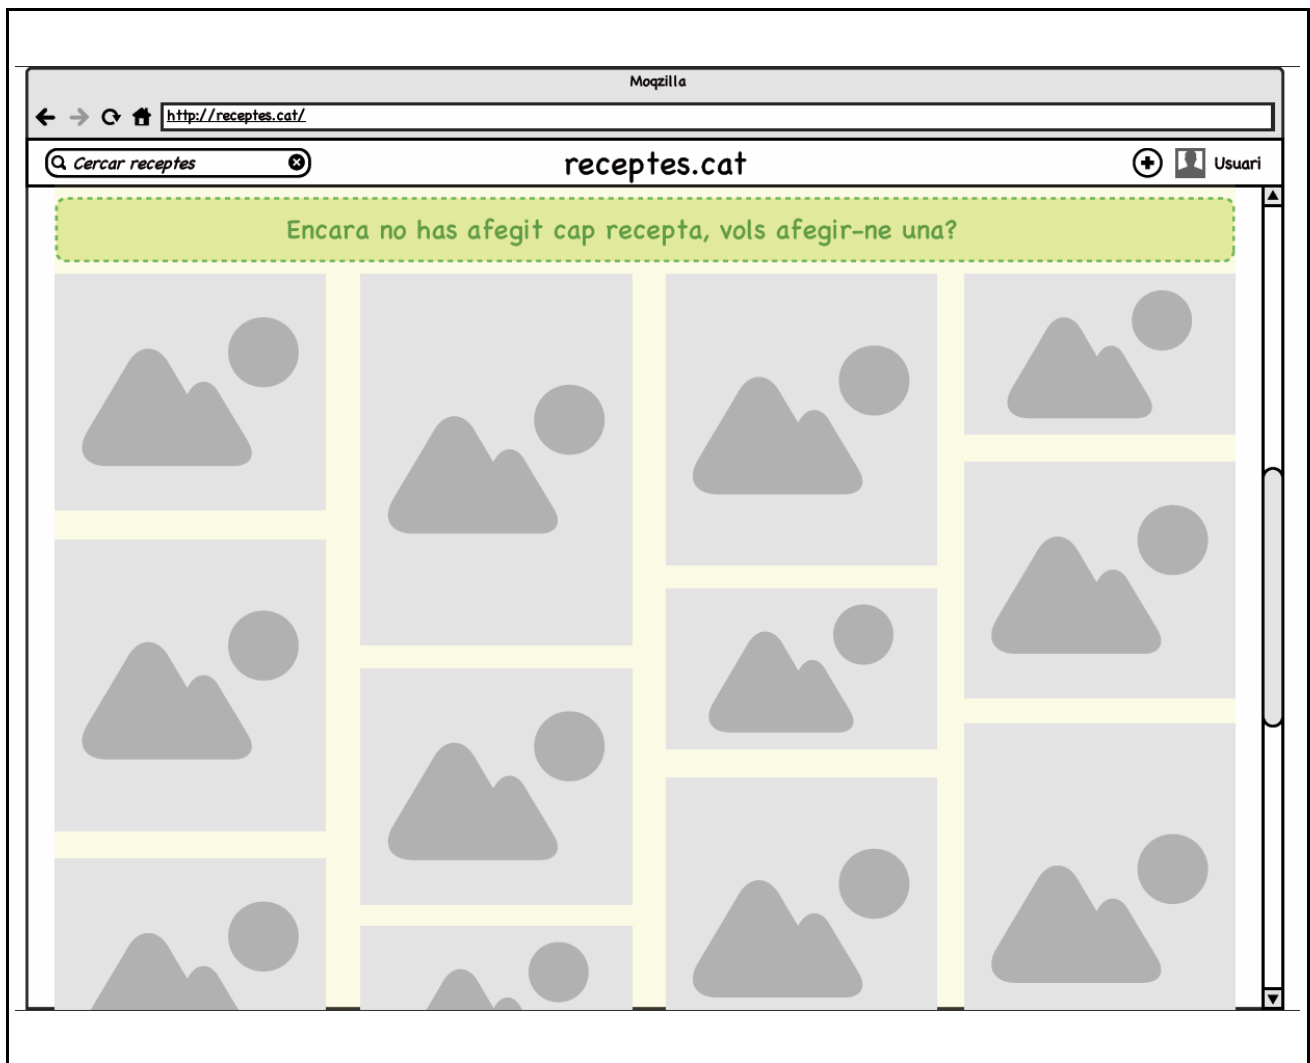 Moqzilla
http://receptes.cat/
Cercar receptes
receptes.cat
Usuari
Encara no has afegit cap recepta, vols afegir-ne una?